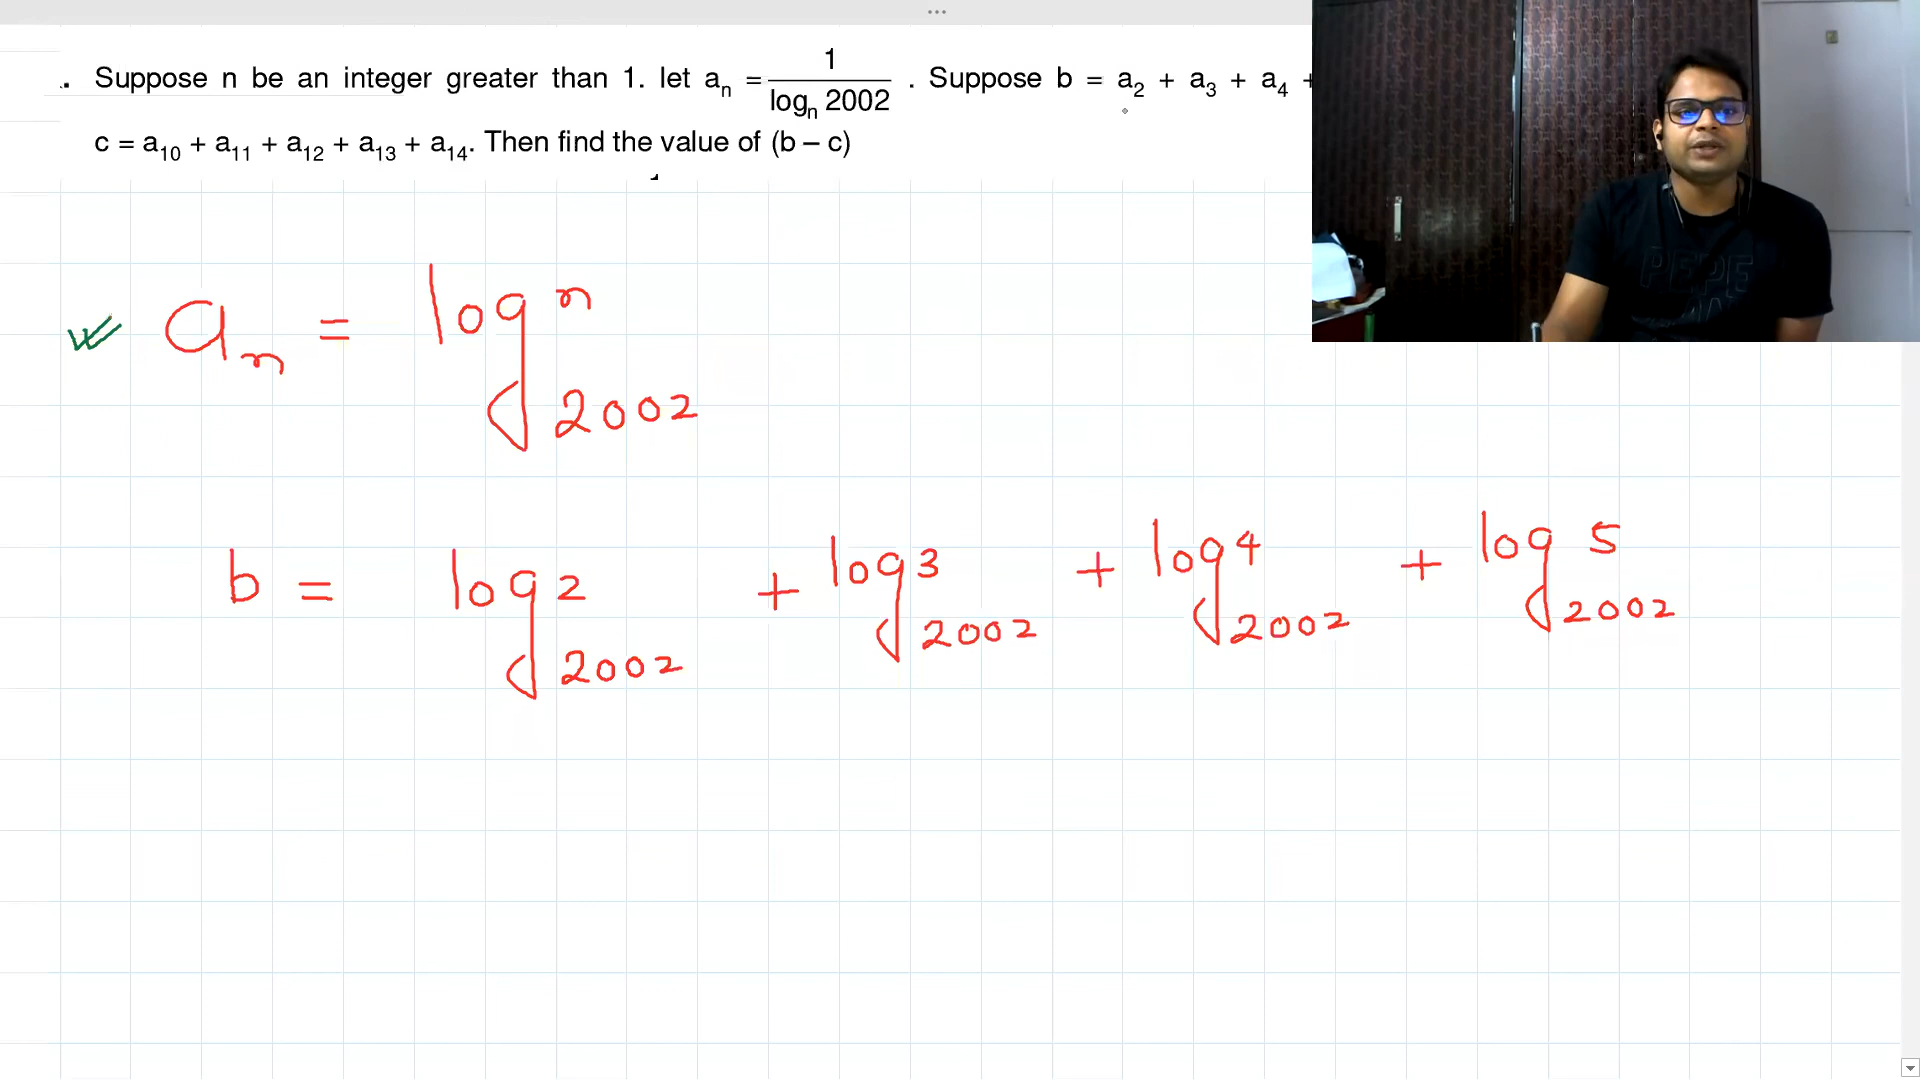 . Suppose n be an integer greater than 1. let aₙ = 1/(logₙ 2002) . Suppose b = a₂ + a₃ + a₄ +
c = a₁₀ + a₁₁ + a₁₂ + a₁₃ + a₁₄. Then find the value of (b – c)
aₙ = log₂₀₀₂ n
b = log₂₀₀₂ 2 + log₂₀₀₂ 3 + log₂₀₀₂ 4 + log₂₀₀₂ 5